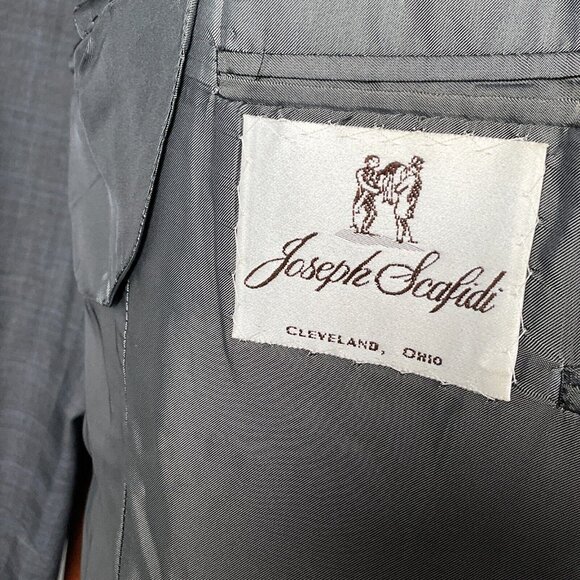 Joseph Scafidi
CLEVELAND, OHIO